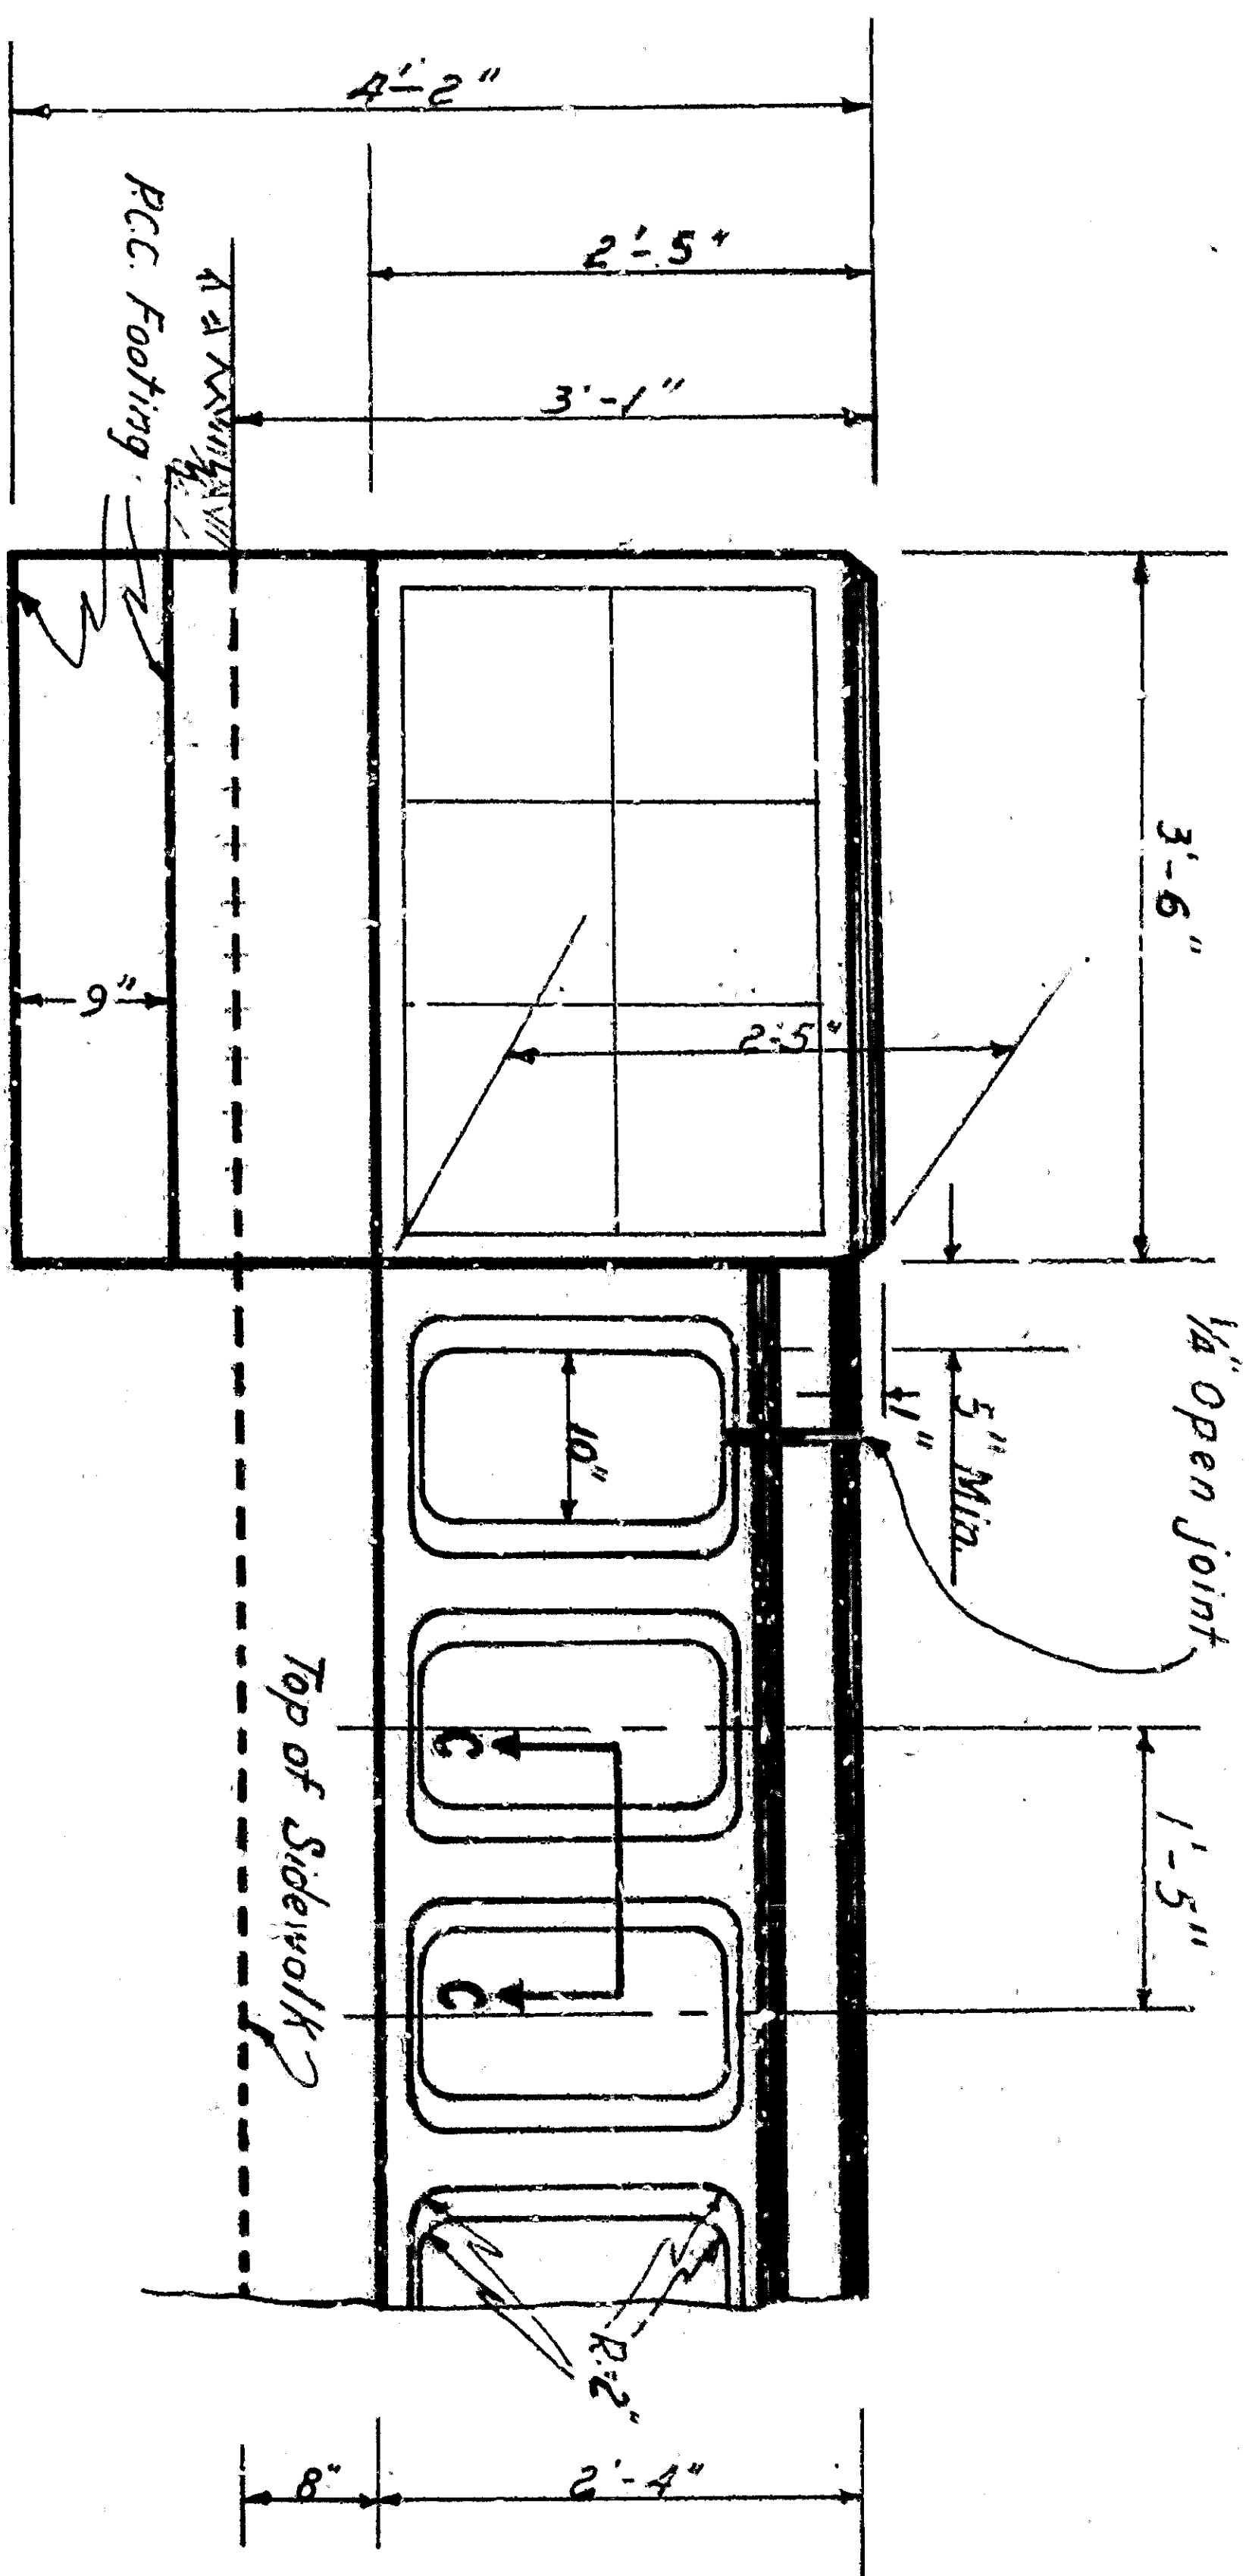 3'-6"
1/4" Open Joint
1'-5"
5" Min.
1"
4'-2"
2'-5"
3'-1"
2'-5"
10"
C
C
R=2"
2'-4"
8"
9"
P.C.C. Footing
Top of Sidewalk